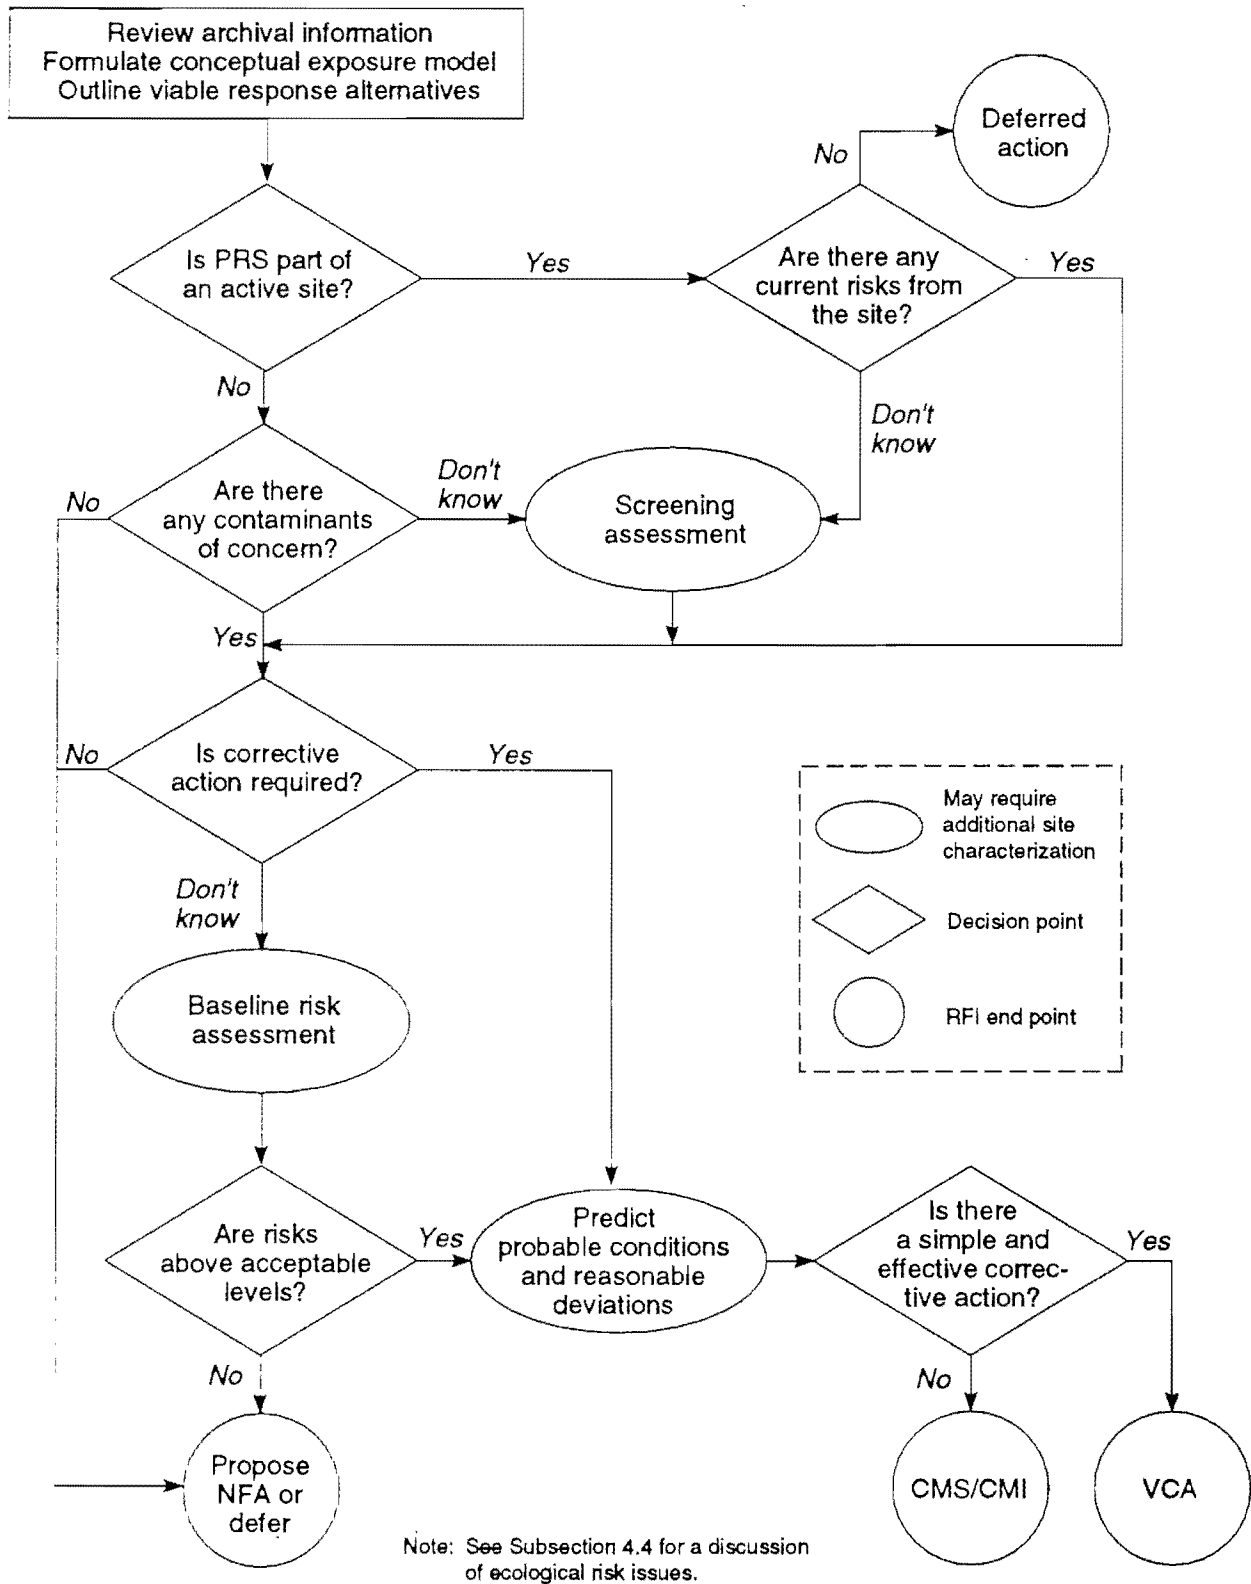 Review archival information
Formulate conceptual exposure model
Outline viable response alternatives
Deferred
action
No
Is PRS part of
an active site?
Yes
Are there any
current risks from
the site?
Yes
No
Don't
know
Are there
any contaminants
of concern?
No
Don't
know
Screening
assessment
Yes
Is corrective
action required?
No
Yes
May require
additional site
characterization
Decision point
RFI end point
Don't
know
Baseline risk
assessment
Are risks
above acceptable
levels?
Yes
Predict
probable conditions
and reasonable
deviations
Is there
a simple and
effective correc-
tive action?
Yes
No
No
Propose
NFA or
defer
CMS/CMI
VCA
Note: See Subsection 4.4 for a discussion
of ecological risk issues.